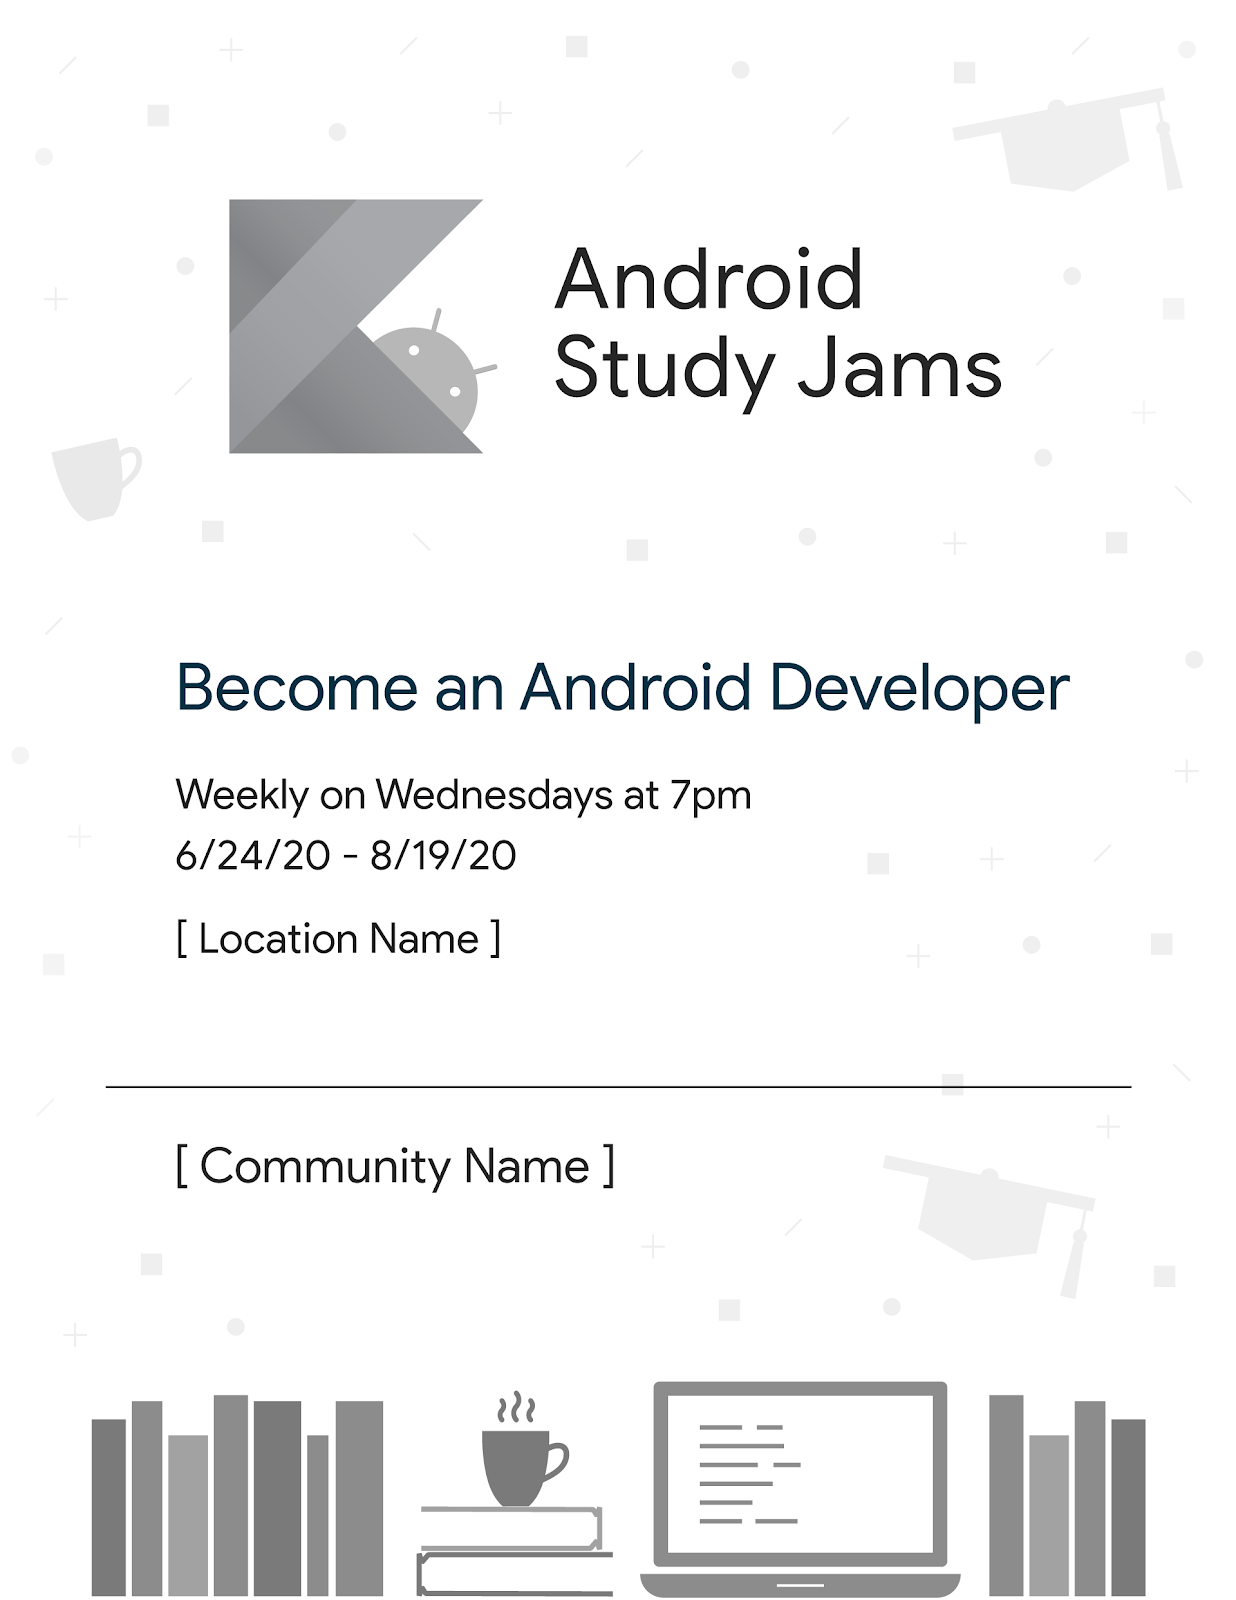 Android
Study Jams
Become an Android Developer
Weekly on Wednesdays at 7pm
6/24/20 - 8/19/20
[ Location Name ]
[ Community Name ]